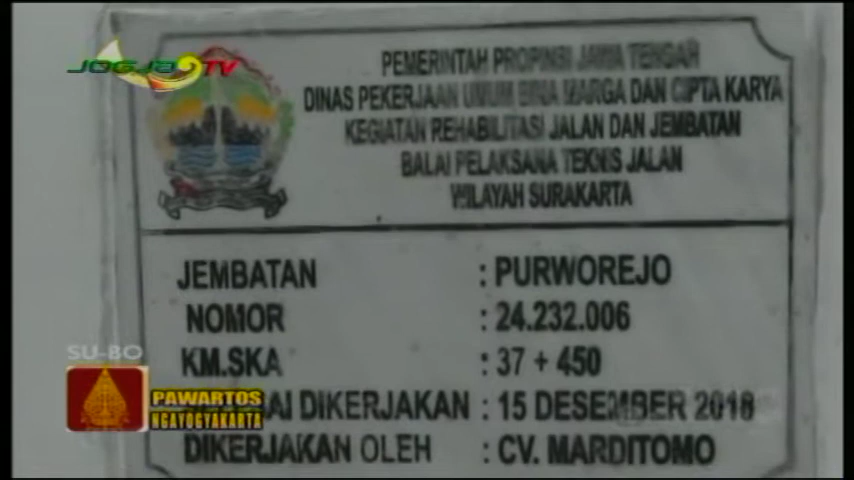 JOGJA TV
PEMERINTAH PROPINSI JAWA TENGAH
DINAS PEKERJAAN UMUM BINA MARGA DAN CIPTA KARYA
KEGIATAN REHABILITASI JALAN DAN JEMBATAN
BALAI PELAKSANA TEKNIS JALAN
WILAYAH SURAKARTA
JEMBATAN : PURWOREJO
NOMOR : 24.232.006
KM.SKA : 37 + 450
DIKERJAKAN : 15 DESEMBER 2018
DIKERJAKAN OLEH : CV. MARDITOMO
SU-BO
PAWARTOS
NGAYOGYAKARTA